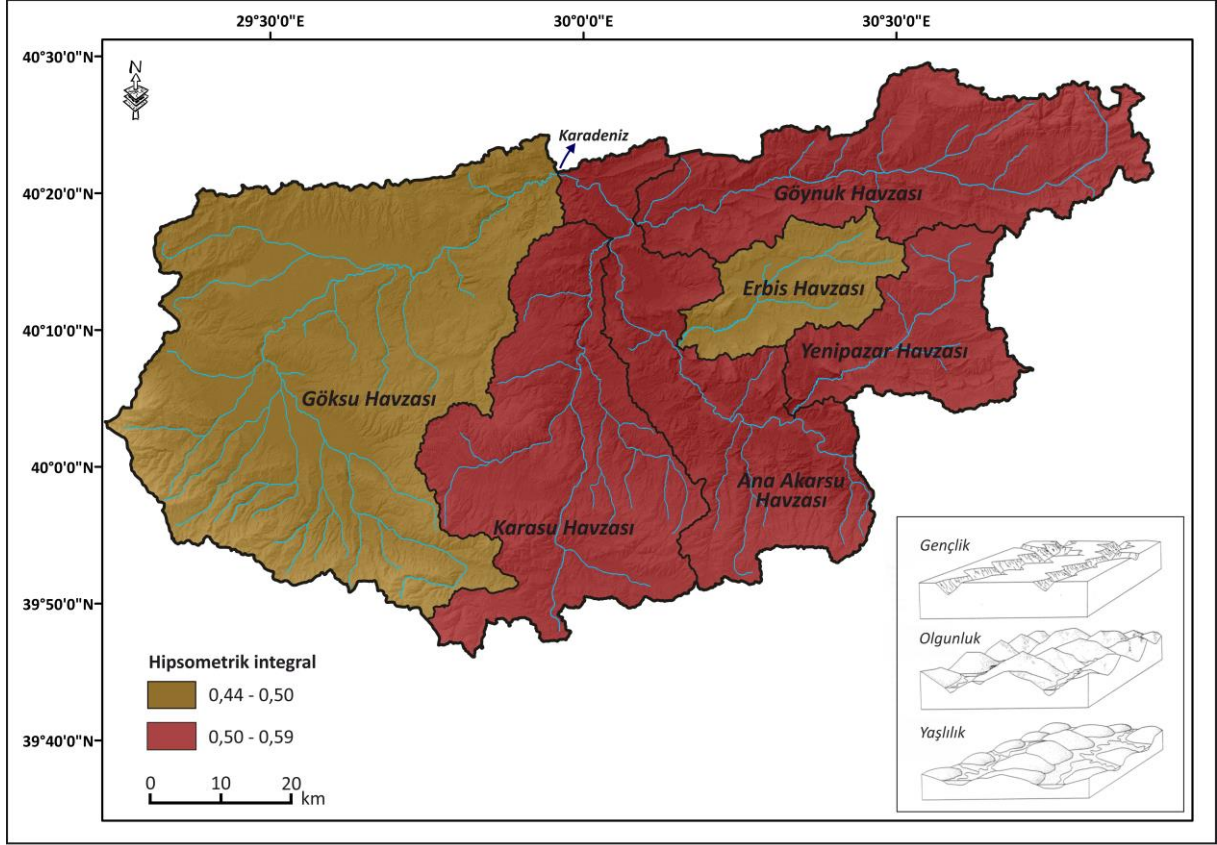 29°30'0"E
30°0'0"E
30°30'0"E
40°30'0"N
40°20'0"N
40°10'0"N
40°0'0"N
39°50'0"N
39°40'0"N
N
Karadeniz
Göynuk Havzası
Erbis Havzası
Yenipazar Havzası
Göksu Havzası
Ana Akarsu
Havzası
Karasu Havzası
Hipsometrik integral
0,44 - 0,50
0,50 - 0,59
0 10 20
km
Gençlik
Olgunluk
Yaşlılık